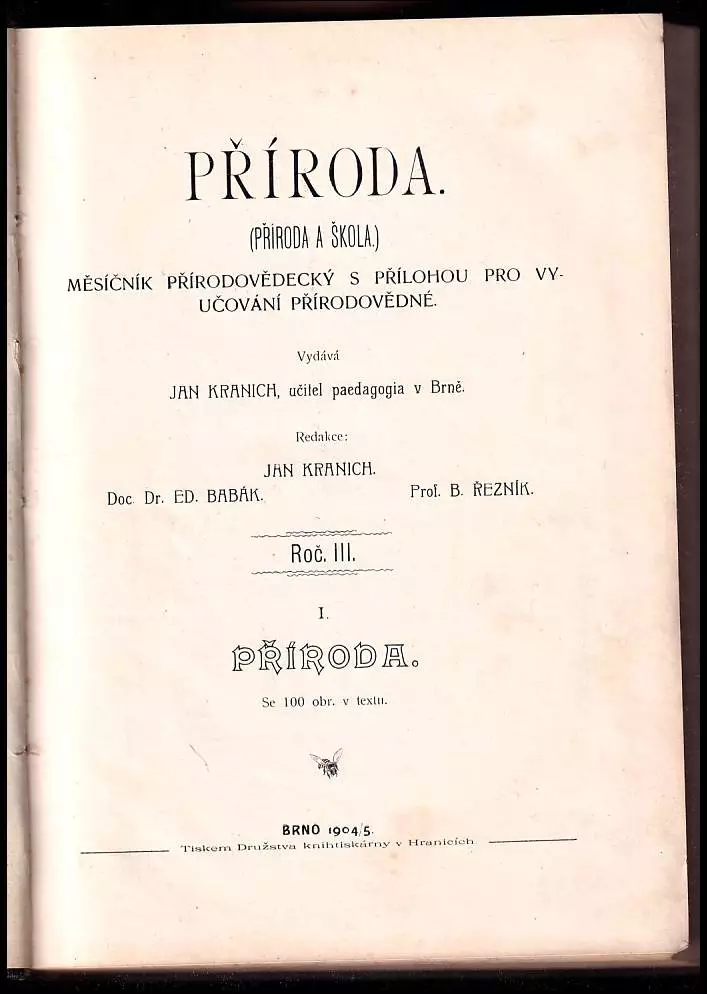 PŘÍRODA.
(PŘÍRODA A ŠKOLA.)
MĚSÍČNÍK PŘÍRODOVĚDECKÝ S PŘÍLOHOU PRO VY-
UČOVÁNÍ PŘÍRODOVĚDNÉ.
Vydává
JAN KRANICH, učitel paedagogia v Brně.
Redakce:
JAN KRANICH.
Doc. Dr. ED. BABÁK. Prof. B. ŘEZNÍK.
Roč. III.
I.
PŘÍRODA.
Se 100 obr. v textu.
BRNO 1904/5.
Tiskem Družstva knihtiskárny v Hranicích.